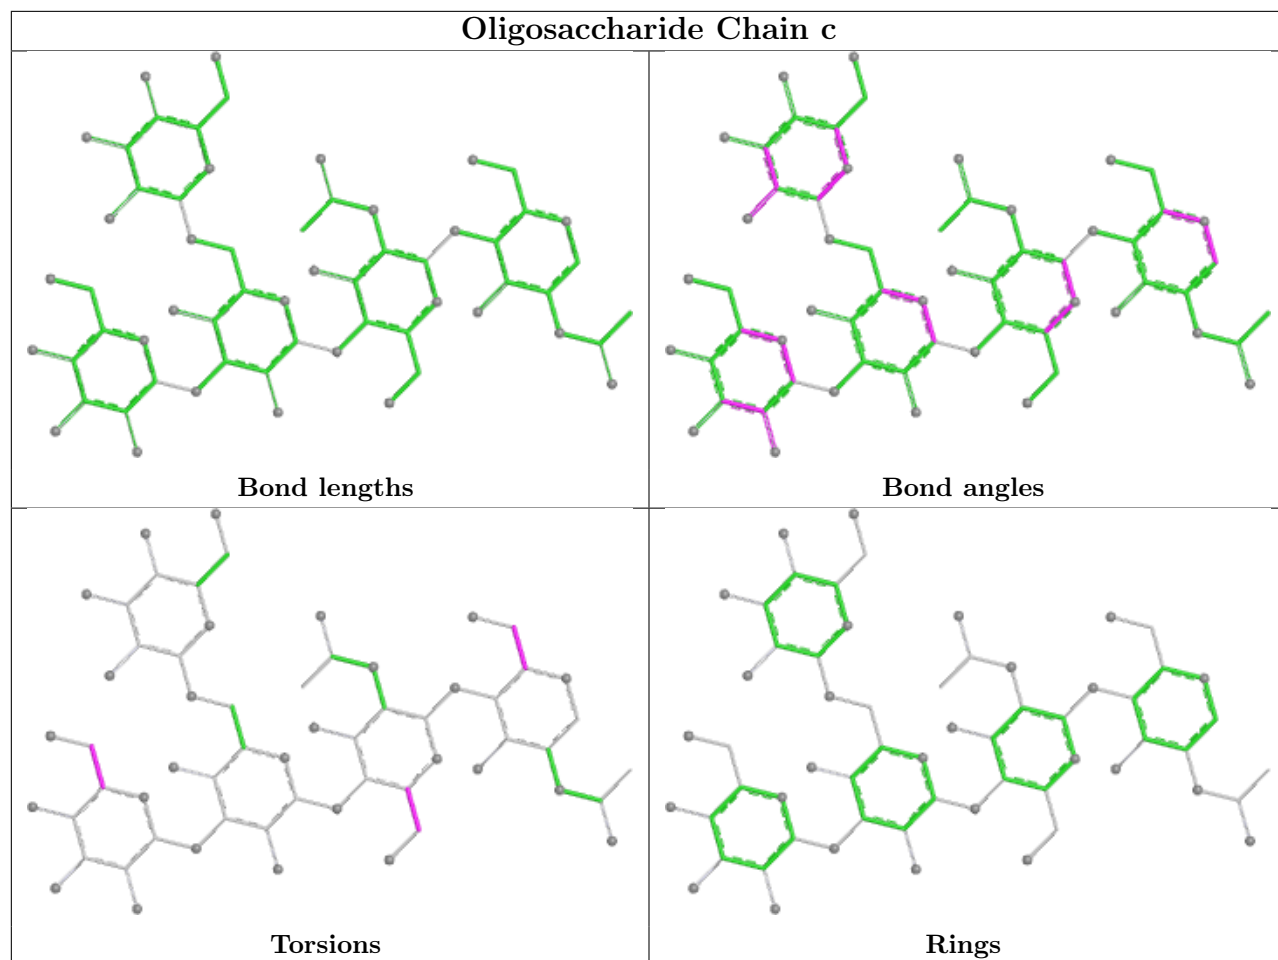 Oligosaccharide Chain c
Bond lengths
Bond angles
Torsions
Rings